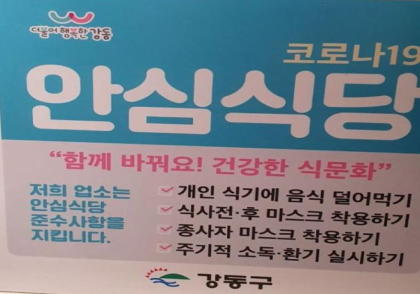 더불어 행복한 강동
코로나19
안심식당
“함께 바꿔요! 건강한 식문화”
저희 업소는
안심식당
준수사항을
지킵니다.
개인 식기에 음식 덜어먹기
식사전·후 마스크 착용하기
종사자 마스크 착용하기
주기적 소독·환기 실시하기
강동구